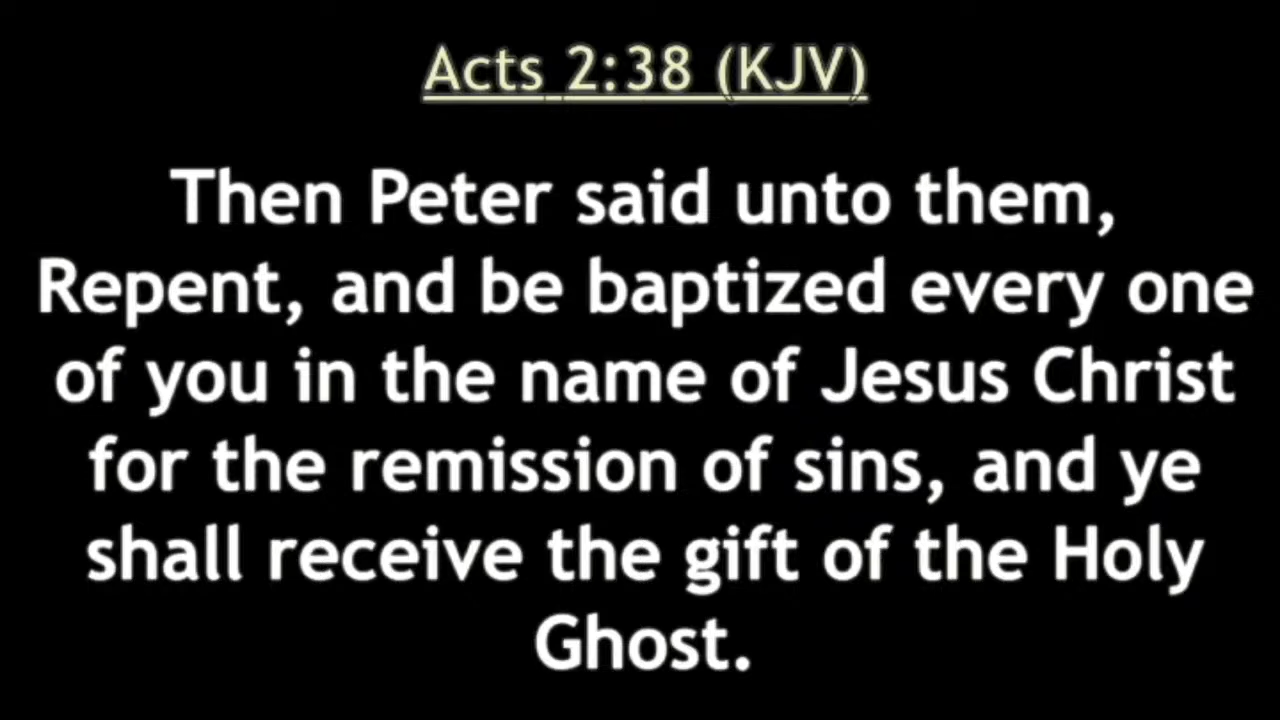 Acts 2:38 (KJV)
Then Peter said unto them,
Repent, and be baptized every one
of you in the name of Jesus Christ
for the remission of sins, and ye
shall receive the gift of the Holy
Ghost.